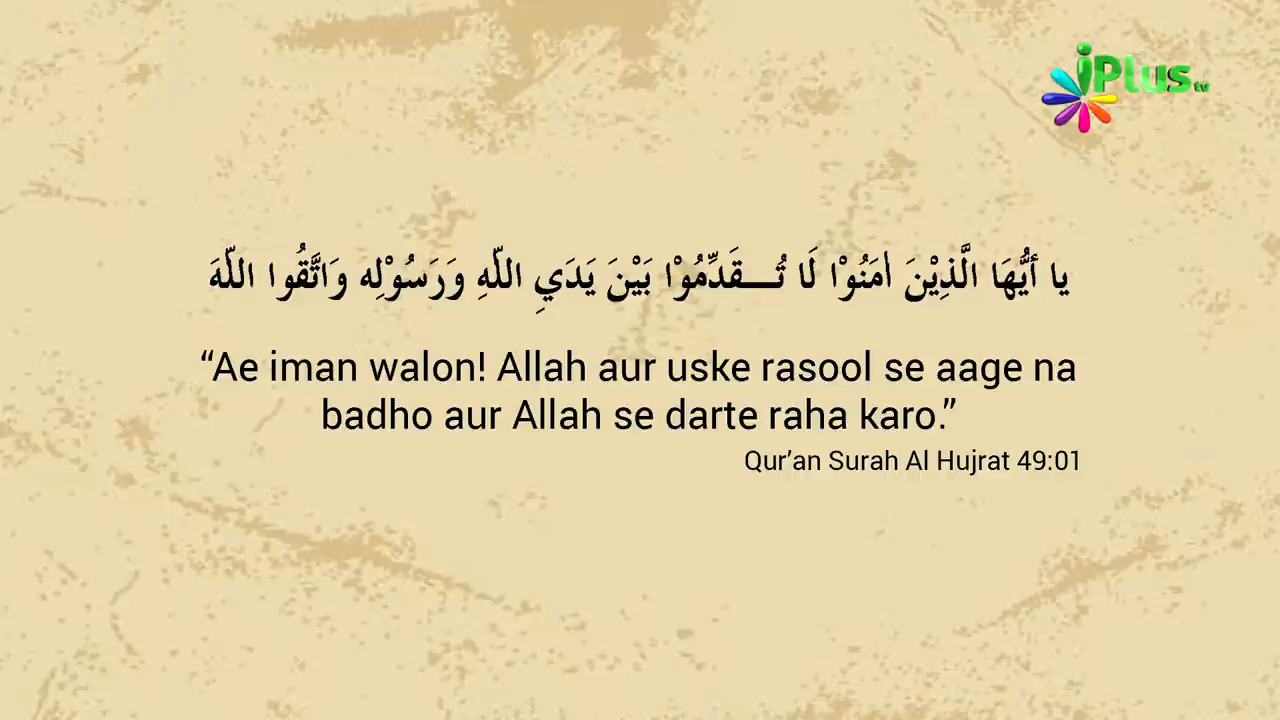 iPlus tv
يا أيُّهَا الَّذِيْنَ اٰمَنُوْا لَا تُـــقَدِّمُوْا بَيْنَ يَدَيِ اللّهِ وَرَسُوْلِه وَاتَّقُوا اللّهَ
“Ae iman walon! Allah aur uske rasool se aage na
badho aur Allah se darte raha karo.”
Qur’an Surah Al Hujrat 49:01